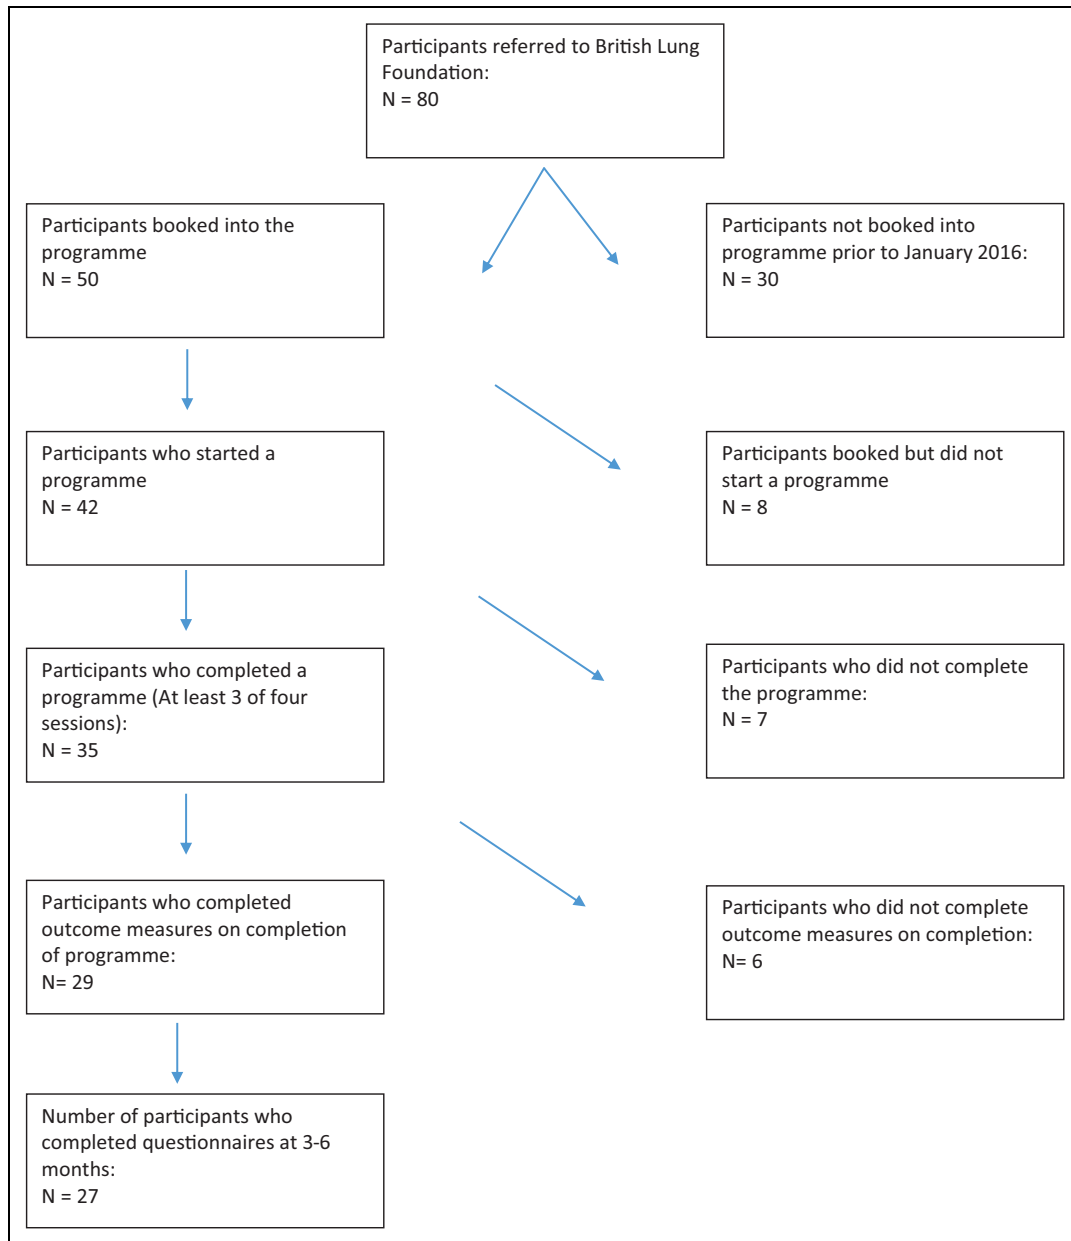 Participants referred to British Lung
Foundation:
N = 80
Participants booked into the
programme
N = 50
Participants not booked into
programme prior to January 2016:
N = 30
Participants who started a
programme
N = 42
Participants booked but did not
start a programme
N = 8
Participants who completed a
programme (At least 3 of four
sessions):
N = 35
Participants who did not complete
the programme:
N = 7
Participants who completed
outcome measures on completion
of programme:
N= 29
Participants who did not complete
outcome measures on completion:
N= 6
Number of participants who
completed questionnaires at 3-6
months:
N = 27